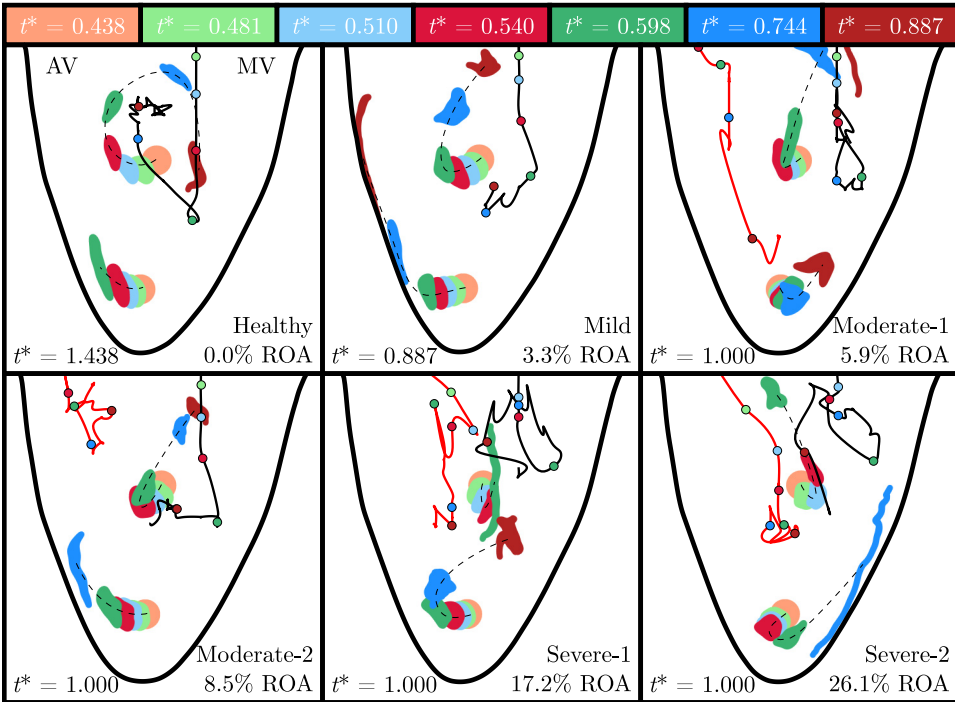 t* = 0.438 t* = 0.481 t* = 0.510 t* = 0.540 t* = 0.598 t* = 0.744 t* = 0.887
AV MV
Healthy
t* = 1.438 0.0% ROA
Mild
t* = 0.887 3.3% ROA
Moderate-1
t* = 1.000 5.9% ROA
Moderate-2
t* = 1.000 8.5% ROA
Severe-1
t* = 1.000 17.2% ROA
Severe-2
t* = 1.000 26.1% ROA